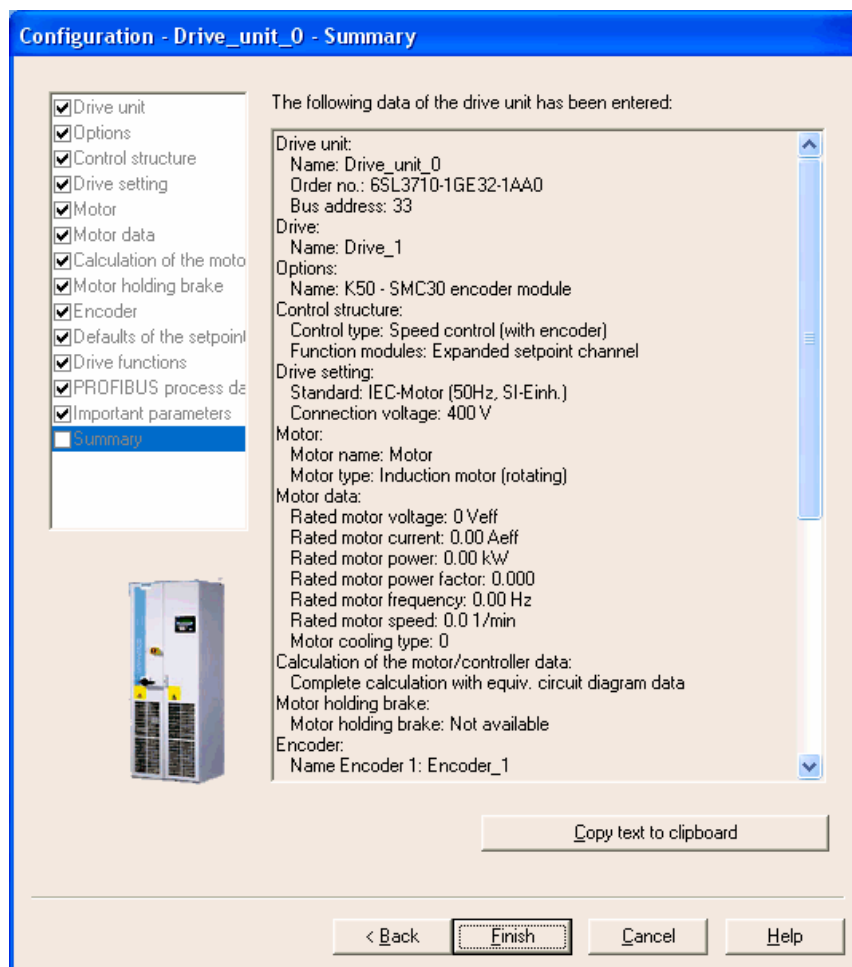 Configuration - Drive_unit_0 - Summary
Drive unit
Options
Control structure
Drive setting
Motor
Motor data
Calculation of the moto
Motor holding brake
Encoder
Defaults of the setpoint
Drive functions
PROFIBUS process da
Important parameters
Summary
The following data of the drive unit has been entered:
Drive unit:
Name: Drive_unit_0
Order no.: 6SL3710-1GE32-1AA0
Bus address: 33
Drive:
Name: Drive_1
Options:
Name: K50 - SMC30 encoder module
Control structure:
Control type: Speed control (with encoder)
Function modules: Expanded setpoint channel
Drive setting:
Standard: IEC-Motor (50Hz, SI-Einh.)
Connection voltage: 400 V
Motor:
Motor name: Motor
Motor type: Induction motor (rotating)
Motor data:
Rated motor voltage: 0 Veff
Rated motor current: 0.00 Aeff
Rated motor power: 0.00 kW
Rated motor power factor: 0.000
Rated motor frequency: 0.00 Hz
Rated motor speed: 0.0 1/min
Motor cooling type: 0
Calculation of the motor/controller data:
Complete calculation with equiv. circuit diagram data
Motor holding brake:
Motor holding brake: Not available
Encoder:
Name Encoder 1: Encoder_1
Copy text to clipboard
< Back
Finish
Cancel
Help